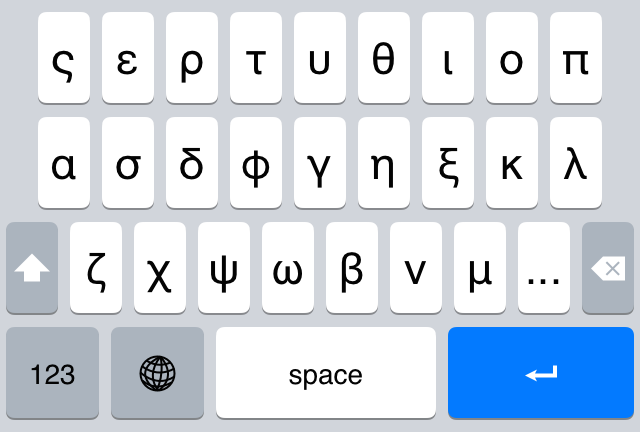 ς ε ρ τ υ θ ι ο π
α σ δ φ γ η ξ κ λ
ζ χ ψ ω β ν μ ...
123 space